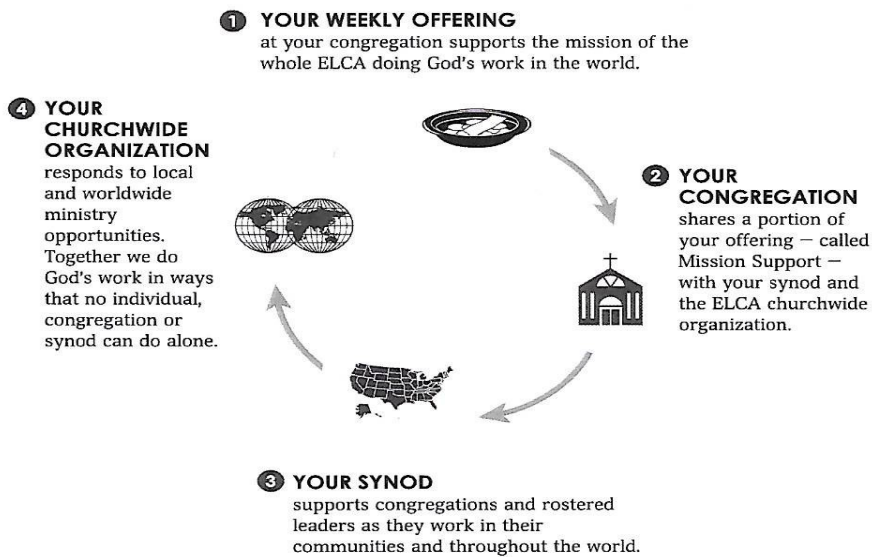 1 YOUR WEEKLY OFFERING
at your congregation supports the mission of the
whole ELCA doing God's work in the world.
2 YOUR
CONGREGATION
shares a portion of
your offering — called
Mission Support —
with your synod and
the ELCA churchwide
organization.
3 YOUR SYNOD
supports congregations and rostered
leaders as they work in their
communities and throughout the world.
4 YOUR
CHURCHWIDE
ORGANIZATION
responds to local
and worldwide
ministry
opportunities.
Together we do
God's work in ways
that no individual,
congregation or
synod can do alone.